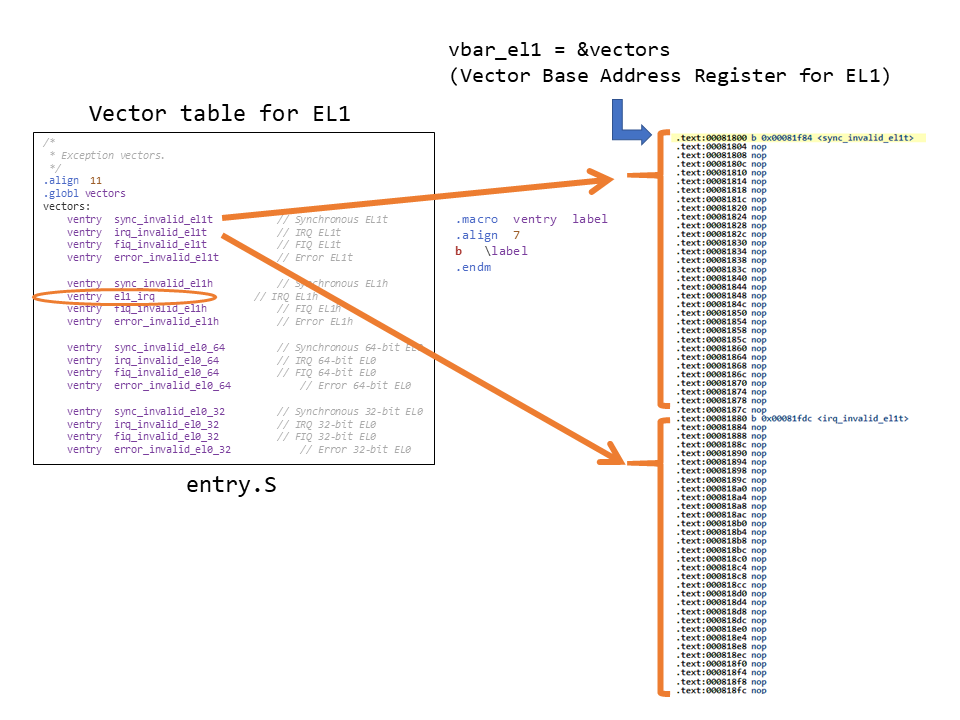 vbar_el1 = &vectors
(Vector Base Address Register for EL1)
Vector table for EL1
/*
* Exception vectors.
*/
.align 11
.globl vectors
vectors:
ventry sync_invalid_el1t // Synchronous EL1t
ventry irq_invalid_el1t // IRQ EL1t
ventry fiq_invalid_el1t // FIQ EL1t
ventry error_invalid_el1t // Error EL1t
ventry sync_invalid_el1h // Synchronous EL1h
ventry el1_irq // IRQ EL1h
ventry fiq_invalid_el1h // FIQ EL1h
ventry error_invalid_el1h // Error EL1h
ventry sync_invalid_el0_64 // Synchronous 64-bit EL0
ventry irq_invalid_el0_64 // IRQ 64-bit EL0
ventry fiq_invalid_el0_64 // FIQ 64-bit EL0
ventry error_invalid_el0_64 // Error 64-bit EL0
ventry sync_invalid_el0_32 // Synchronous 32-bit EL0
ventry irq_invalid_el0_32 // IRQ 32-bit EL0
ventry fiq_invalid_el0_32 // FIQ 32-bit EL0
ventry error_invalid_el0_32 // Error 32-bit EL0
entry.S
.macro ventry label
.align 7
b \label
.endm
.text:00081800 b 0x00081f84 <sync_invalid_el1t>
.text:00081804 nop
.text:00081808 nop
.text:0008180c nop
.text:00081810 nop
.text:00081814 nop
.text:00081818 nop
.text:0008181c nop
.text:00081820 nop
.text:00081824 nop
.text:00081828 nop
.text:0008182c nop
.text:00081830 nop
.text:00081834 nop
.text:00081838 nop
.text:0008183c nop
.text:00081840 nop
.text:00081844 nop
.text:00081848 nop
.text:0008184c nop
.text:00081850 nop
.text:00081854 nop
.text:00081858 nop
.text:0008185c nop
.text:00081860 nop
.text:00081864 nop
.text:00081868 nop
.text:0008186c nop
.text:00081870 nop
.text:00081874 nop
.text:00081878 nop
.text:0008187c nop
.text:00081880 b 0x00081fdc <irq_invalid_el1t>
.text:00081884 nop
.text:00081888 nop
.text:0008188c nop
.text:00081890 nop
.text:00081894 nop
.text:00081898 nop
.text:0008189c nop
.text:000818a0 nop
.text:000818a4 nop
.text:000818a8 nop
.text:000818ac nop
.text:000818b0 nop
.text:000818b4 nop
.text:000818b8 nop
.text:000818bc nop
.text:000818c0 nop
.text:000818c4 nop
.text:000818c8 nop
.text:000818cc nop
.text:000818d0 nop
.text:000818d4 nop
.text:000818d8 nop
.text:000818dc nop
.text:000818e0 nop
.text:000818e4 nop
.text:000818e8 nop
.text:000818ec nop
.text:000818f0 nop
.text:000818f4 nop
.text:000818f8 nop
.text:000818fc nop